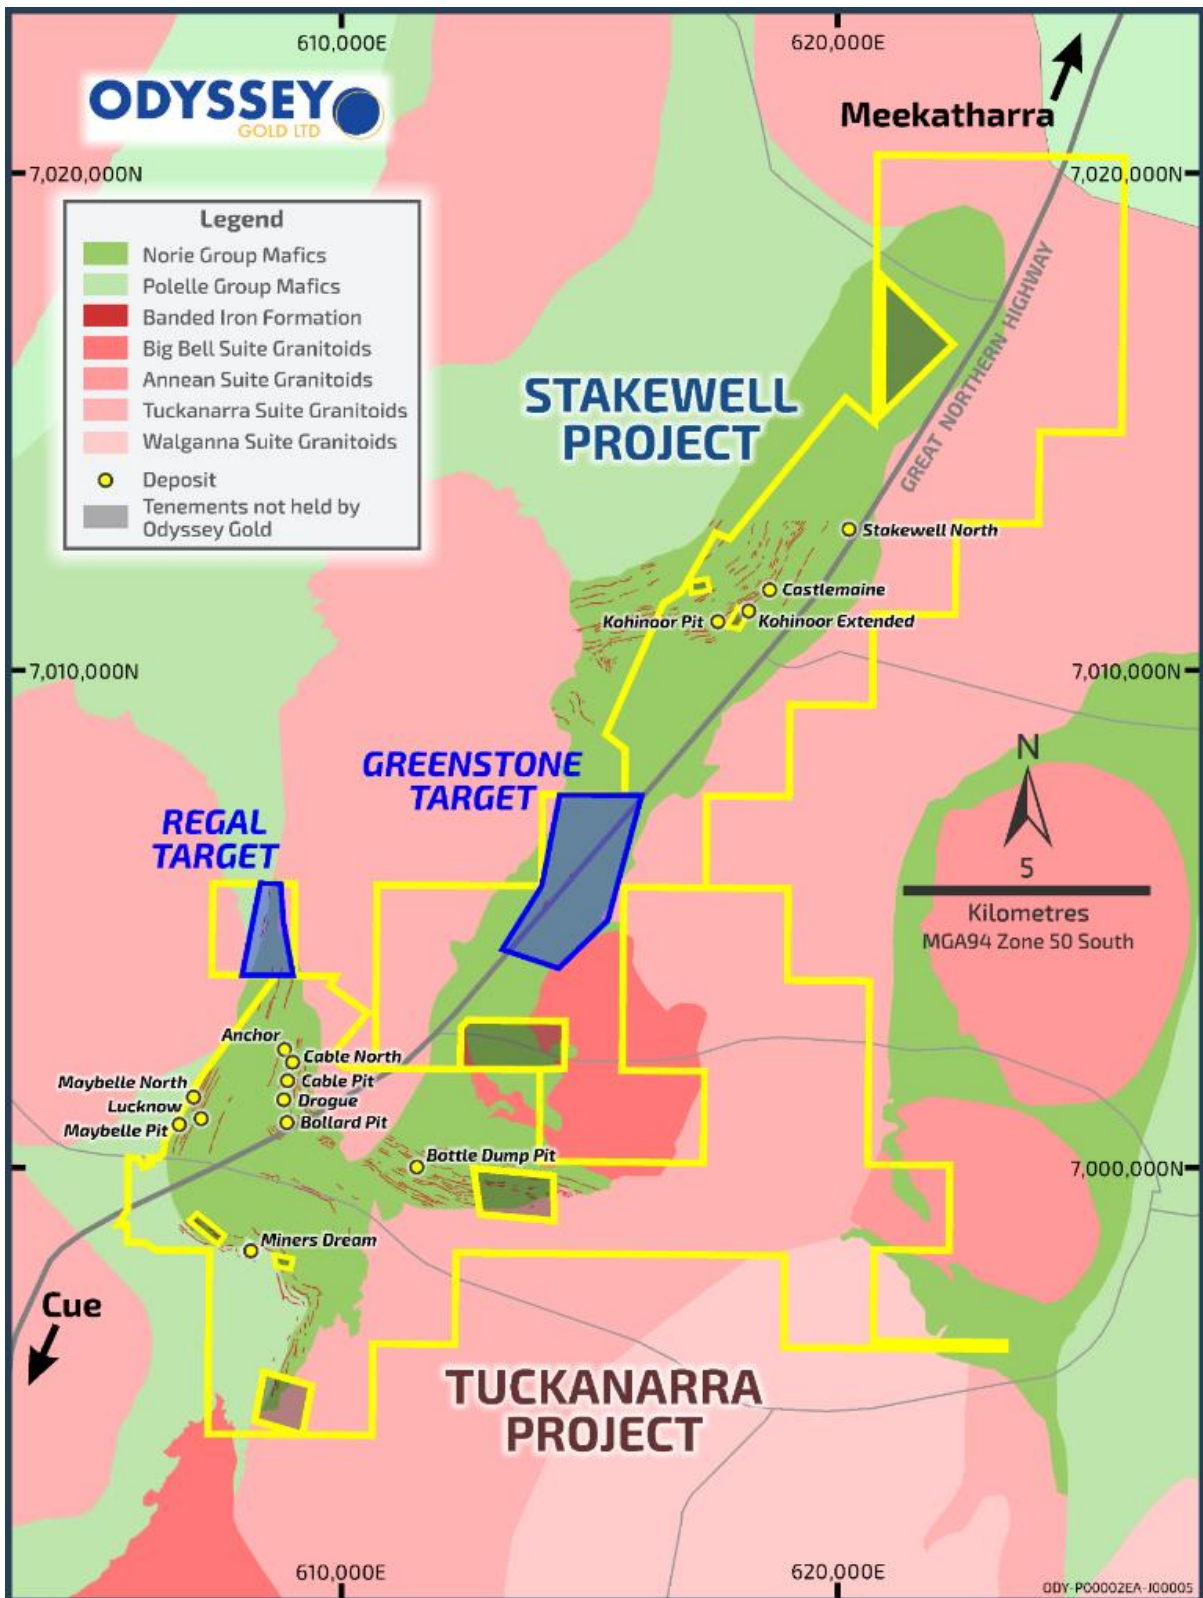 610,000E
620,000E
ODYSSEY
GOLD LTD
Meekatharra
7,020,000N
7,020,000N
Legend
Norie Group Mafics
Polelle Group Mafics
Banded Iron Formation
Big Bell Suite Granitoids
Annean Suite Granitoids
Tuckanarra Suite Granitoids
Walganna Suite Granitoids
Deposit
Tenements not held by
Odyssey Gold
GREAT NORTHERN HIGHWAY
STAKEWELL
PROJECT
Stakewell North
Castlemaine
Kohinoor Pit
Kohinoor Extended
7,010,000N
7,010,000N
GREENSTONE
TARGET
REGAL
TARGET
N
5
Kilometres
MGA94 Zone 50 South
Anchor
Cable North
Maybelle North
Cable Pit
Lucknow
Drogue
Maybelle Pit
Bollard Pit
Bottle Dump Pit
7,000,000N
Miners Dream
Cue
TUCKANARRA
PROJECT
610,000E
620,000E
ODY-P00002EA-J00005